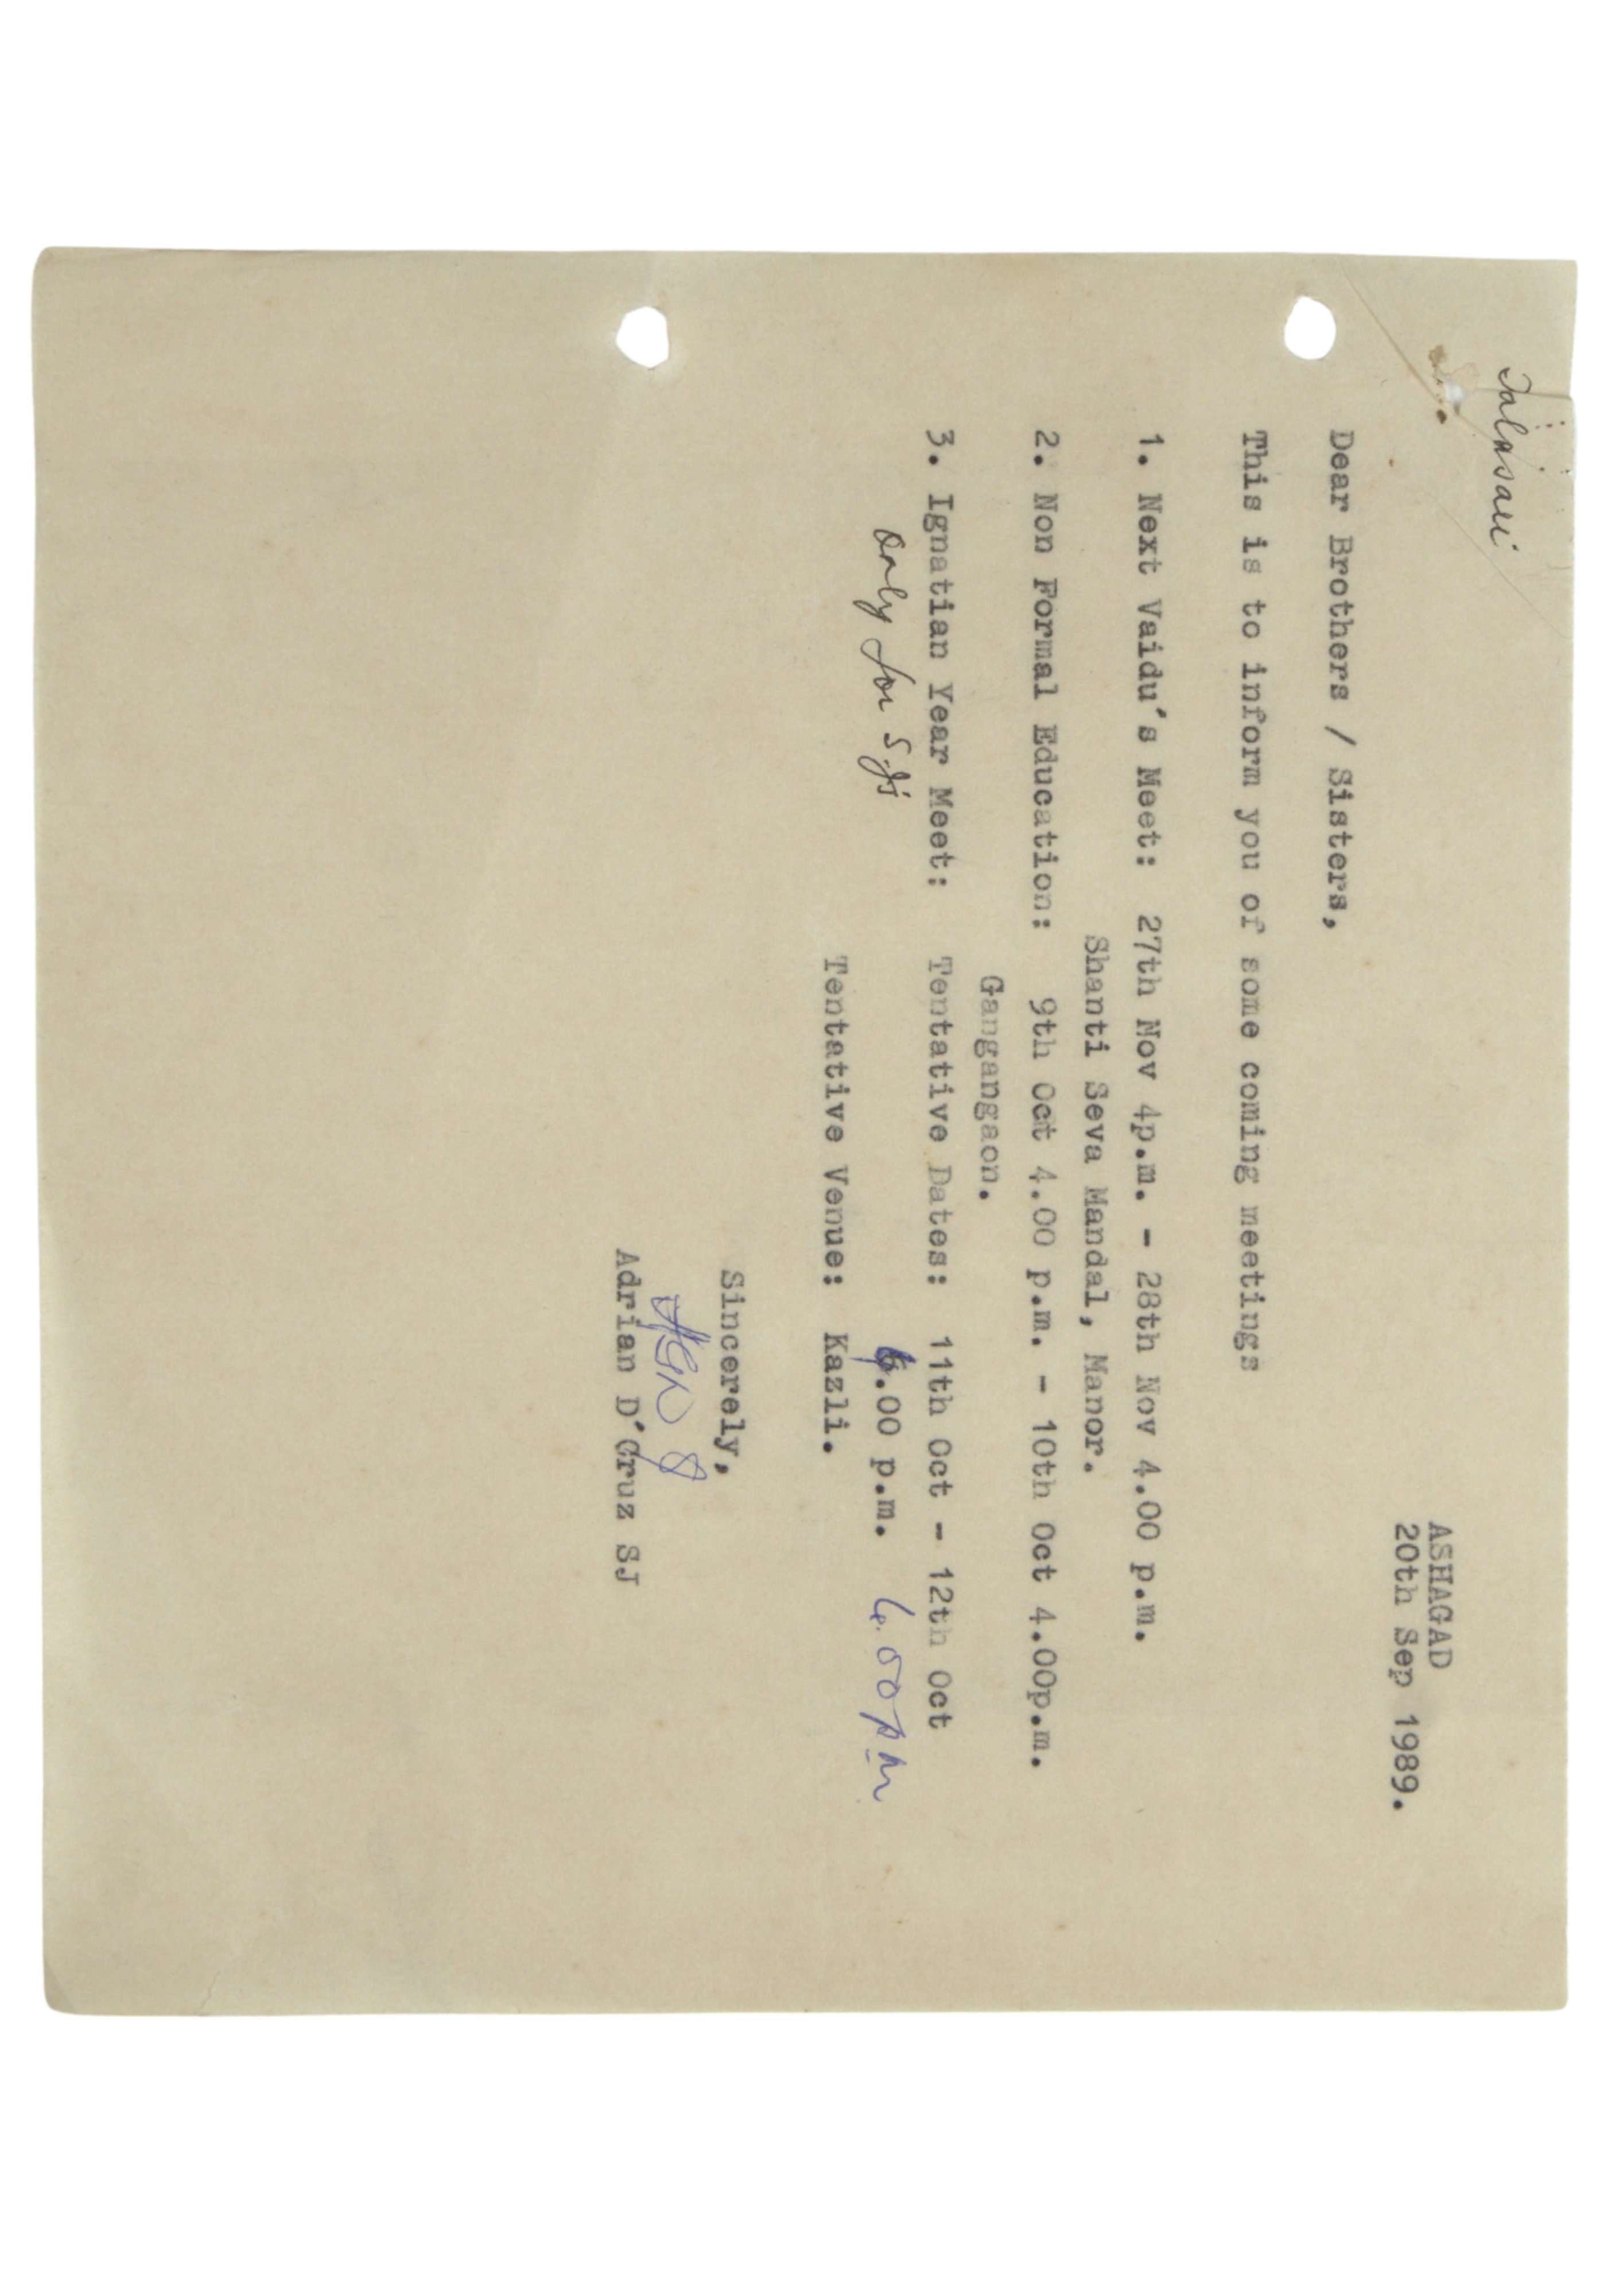 Talasari
ASHAGAD
20th Sep 1989.
Dear Brothers / Sisters,
This is to inform you of some coming meetings
1. Next Vaidu's Meet: 27th Nov 4p.m. - 28th Nov 4.00 p.m.
Shanti Seva Mandal, Manor.
2. Non Formal Education: 9th Oct 4.00 p.m. - 10th Oct 4.00p.m.
Gangangaon.
3. Ignatian Year Meet: Tentative Dates: 11th Oct - 12th Oct
only for S.Js .00 p.m. 4.00 pm
Tentative Venue: Kazli.
Sincerely,
Adrian D'Cruz SJ